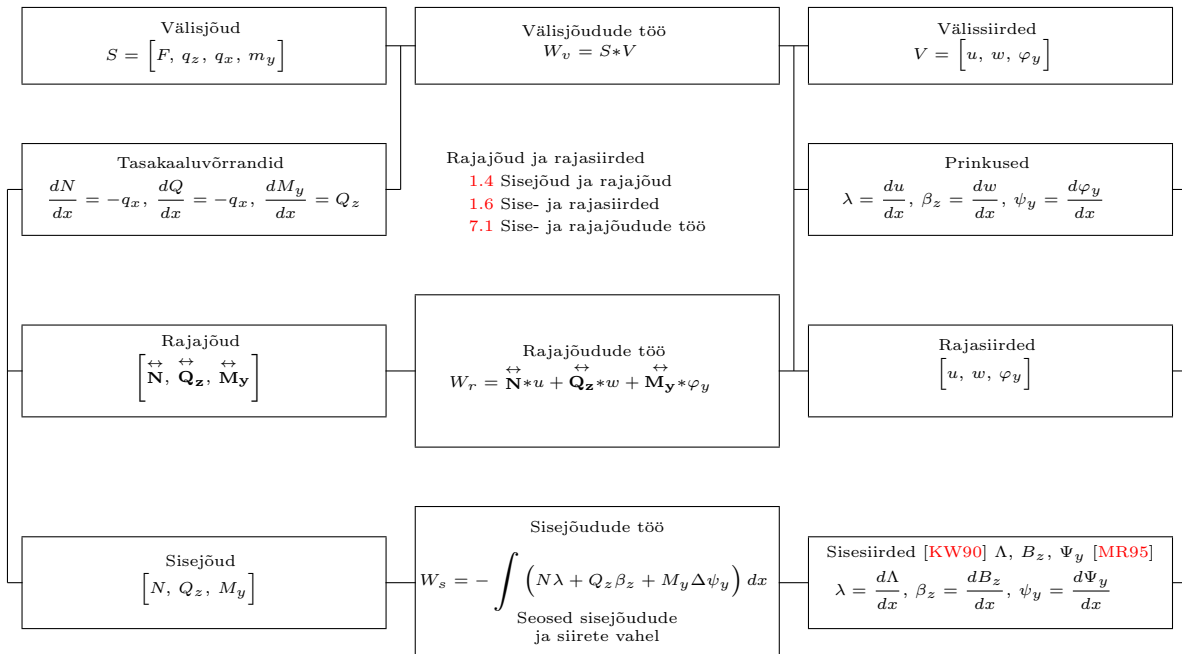 Välisjõud
S = [F, q_z, q_x, m_y]
Välisjõudude töö
W_v = S*V
Välissiirded
V = [u, w, φ_y]
Tasakaaluvõrrandid
dN/dx = −q_x, dQ/dx = −q_x, dM_y/dx = Q_z
Rajajõud ja rajasiirded
1.4 Sisejõud ja rajajõud
1.6 Sise- ja rajasiirded
7.1 Sise- ja rajajõudude töö
Prinkused
λ = du/dx, β_z = dw/dx, ψ_y = dφ_y/dx
Rajajõud
[N↔, Q_z↔, M_y↔]
Rajajõudude töö
W_r = N↔*u + Q_z↔*w + M_y↔*φ_y
Rajasiirded
[u, w, φ_y]
Sisejõud
[N, Q_z, M_y]
Sisejõudude töö
W_s = − ∫ (Nλ + Q_zβ_z + M_yΔψ_y) dx
Seosed sisejõudude
ja siirete vahel
Sisesiirded [KW90] Λ, B_z, Ψ_y [MR95]
λ = dΛ/dx, β_z = dB_z/dx, ψ_y = dΨ_y/dx